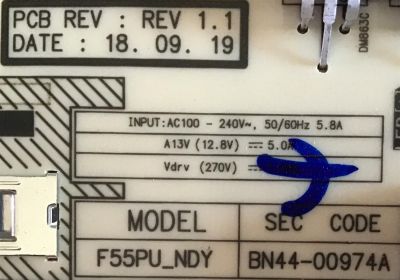 PCB REV : REV 1.1
DATE : 18. 09. 19
DM863C
INPUT:AC100 - 240V~, 50/60Hz 5.8A
A13V (12.8V) ⎓ 5.0A
Vdrv (270V) ⎓
MODEL SEC CODE
F55PU_NDY BN44-00974A